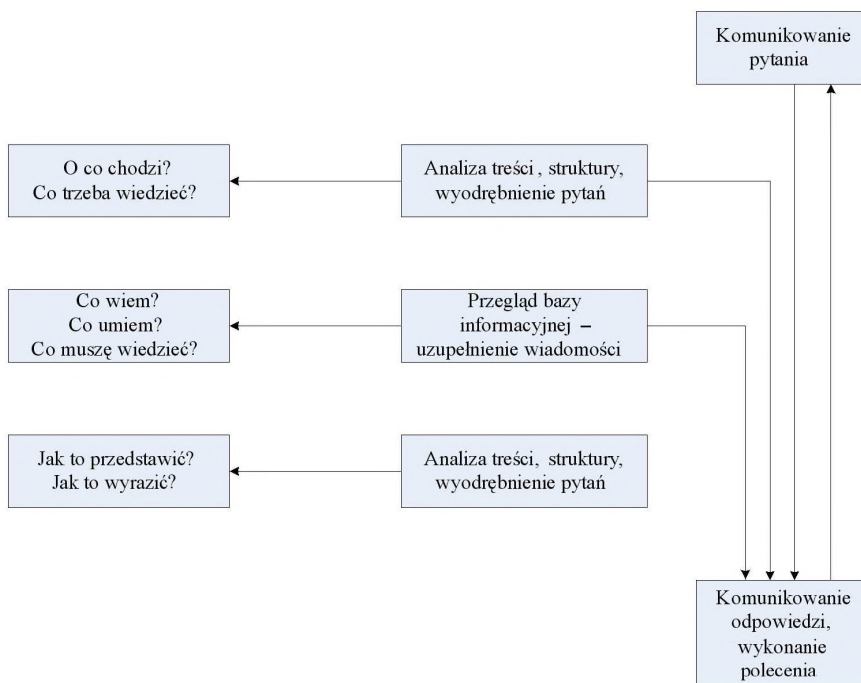 Komunikowanie
pytania
O co chodzi?
Co trzeba wiedzieć?
Analiza treści, struktury,
wyodrębnienie pytań
Co wiem?
Co umiem?
Co muszę wiedzieć?
Przegląd bazy
informacyjnej –
uzupełnienie wiadomości
Jak to przedstawić?
Jak to wyrazić?
Analiza treści, struktury,
wyodrębnienie pytań
Komunikowanie
odpowiedzi,
wykonanie
polecenia